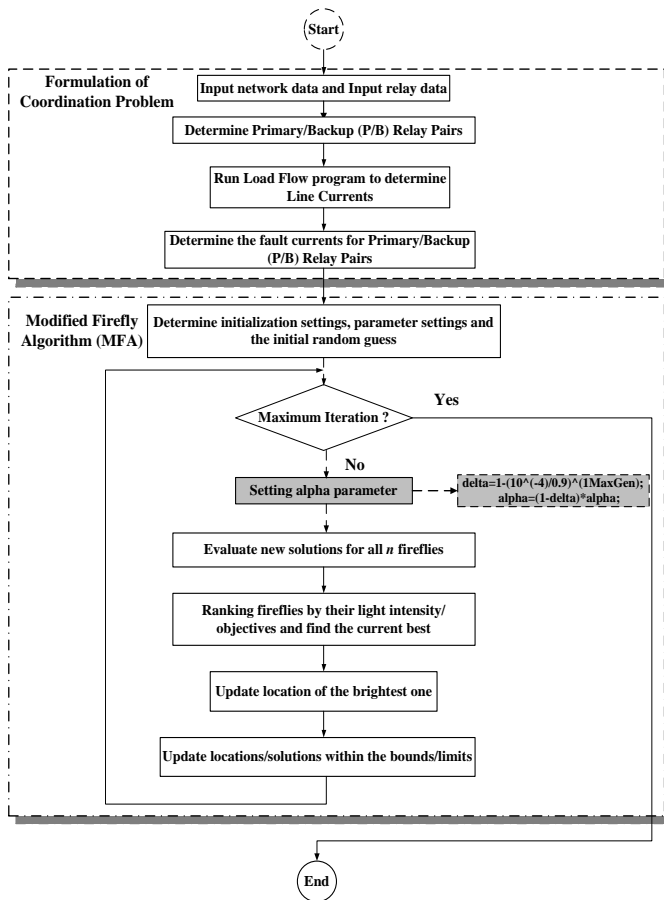 Start
Formulation of
Coordination Problem
Input network data and Input relay data
Determine Primary/Backup (P/B) Relay Pairs
Run Load Flow program to determine
Line Currents
Determine the fault currents for Primary/Backup
(P/B) Relay Pairs
Modified Firefly
Algorithm (MFA)
Determine initialization settings, parameter settings and
the initial random guess
Maximum Iteration ?
Yes
No
Setting alpha parameter
delta=1-(10^(-4)/0.9)^(1MaxGen);
alpha=(1-delta)*alpha;
Evaluate new solutions for all n fireflies
Ranking fireflies by their light intensity/
objectives and find the current best
Update location of the brightest one
Update locations/solutions within the bounds/limits
End